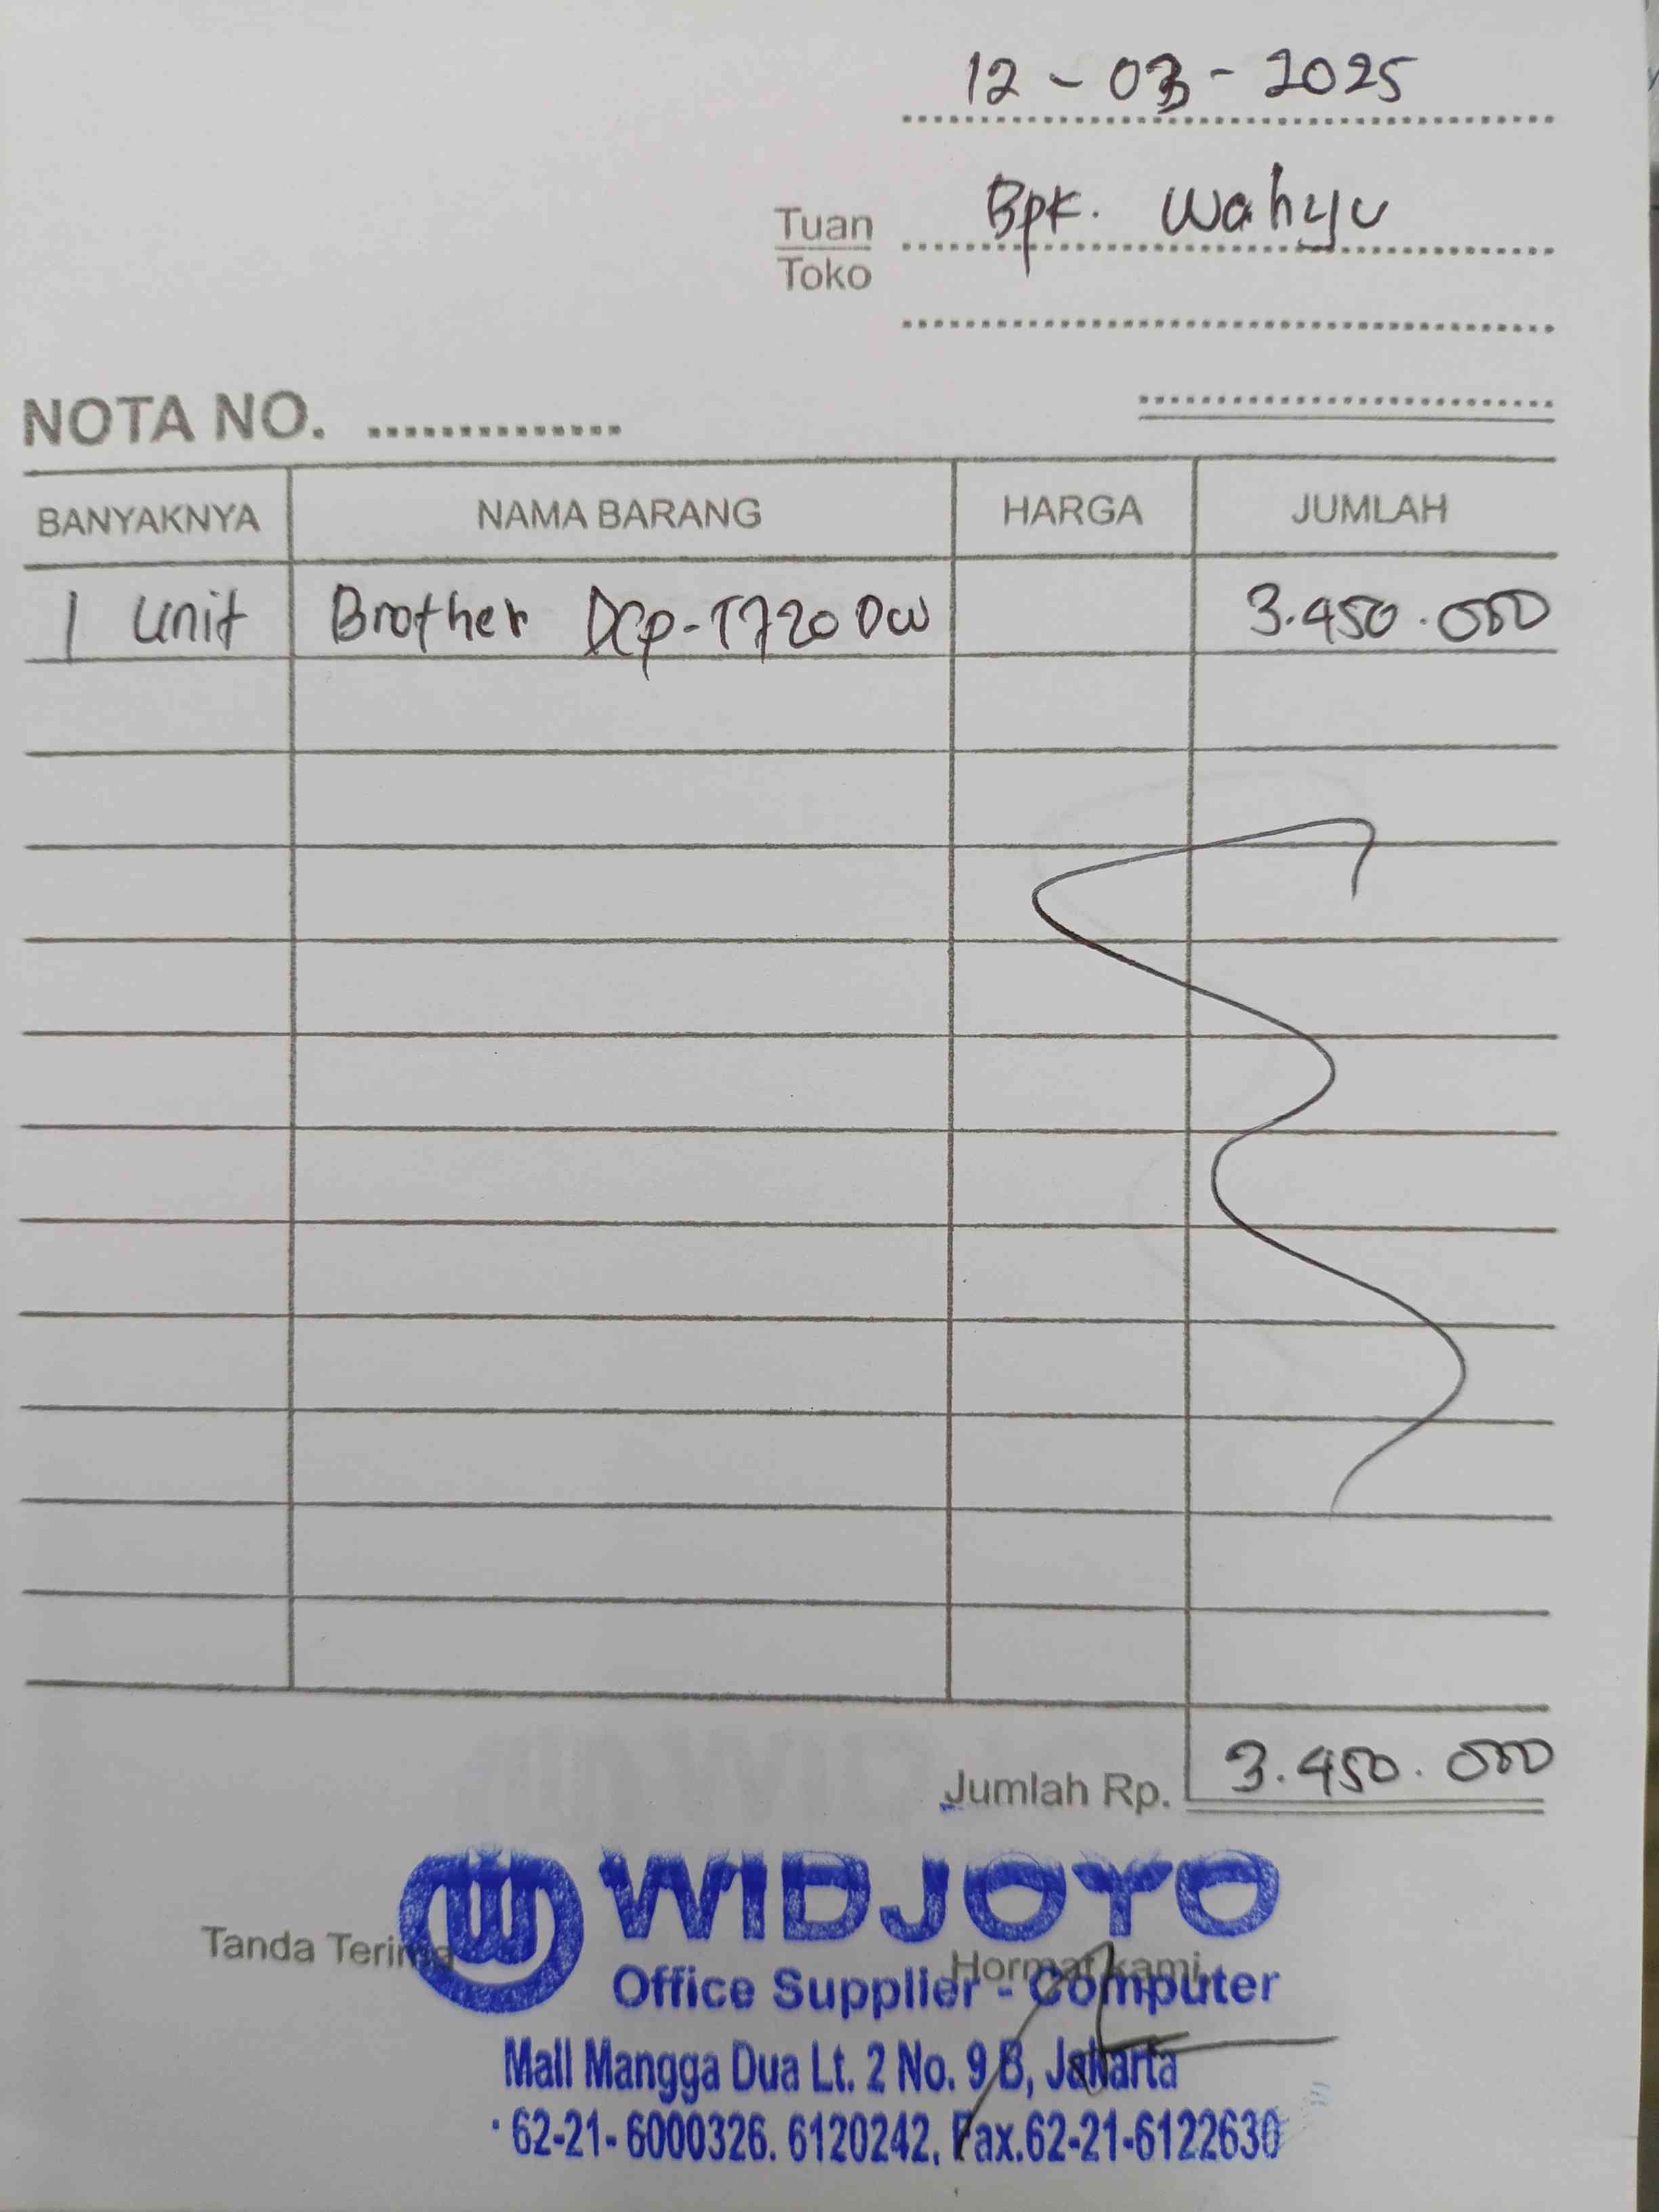 12 - 03 - 2025
Tuan Bpk. Wahyu
Toko
NOTA NO. ..............
BANYAKNYA NAMA BARANG HARGA JUMLAH
1 Unit Brother DCP-T720DW 3.450.000
Jumlah Rp. 3.450.000
Tanda Terima Hormat kami,
WIDJOYO
Office Supplier - Computer
Mall Mangga Dua Lt. 2 No. 9 B, Jakarta
62-21- 6000326. 6120242, Fax.62-21-6122630